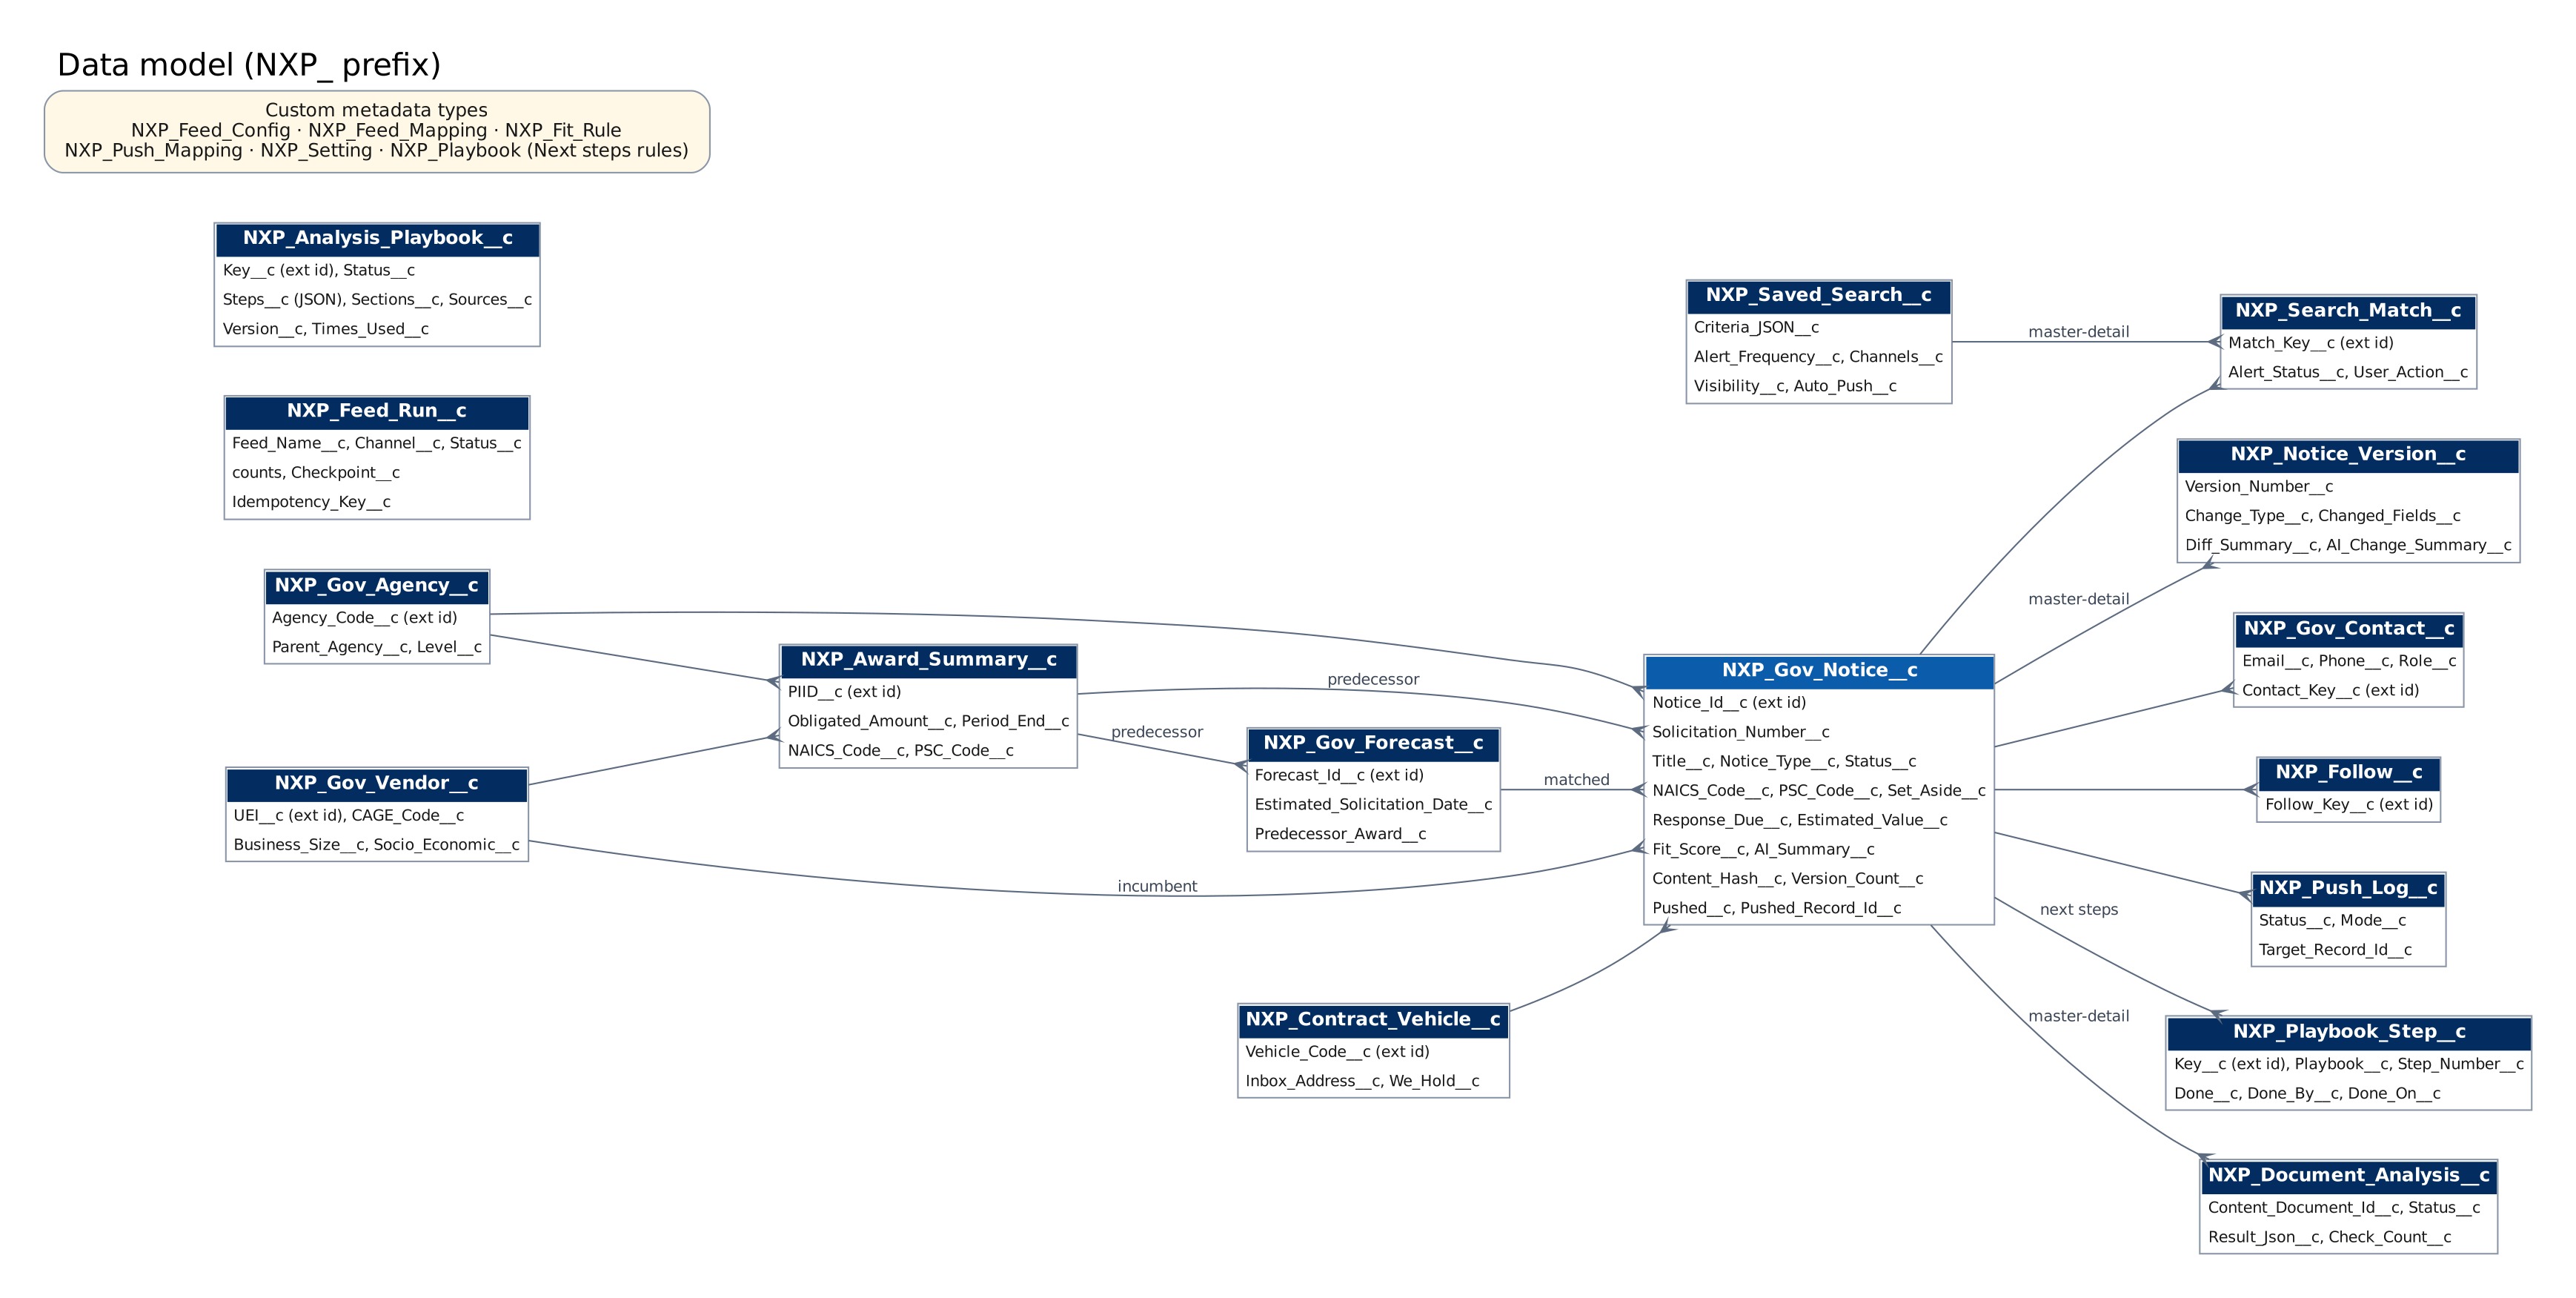 Data model (NXP_ prefix)
Custom metadata types
NXP_Feed_Config · NXP_Feed_Mapping · NXP_Fit_Rule
NXP_Push_Mapping · NXP_Setting · NXP_Playbook (Next steps rules)
NXP_Analysis_Playbook__c
Key__c (ext id), Status__c
Steps__c (JSON), Sections__c, Sources__c
Version__c, Times_Used__c
NXP_Feed_Run__c
Feed_Name__c, Channel__c, Status__c
counts, Checkpoint__c
Idempotency_Key__c
NXP_Gov_Agency__c
Agency_Code__c (ext id)
Parent_Agency__c, Level__c
NXP_Gov_Vendor__c
UEI__c (ext id), CAGE_Code__c
Business_Size__c, Socio_Economic__c
NXP_Award_Summary__c
PIID__c (ext id)
Obligated_Amount__c, Period_End__c
NAICS_Code__c, PSC_Code__c
predecessor
predecessor
incumbent
NXP_Gov_Forecast__c
Forecast_Id__c (ext id)
Estimated_Solicitation_Date__c
Predecessor_Award__c
matched
NXP_Contract_Vehicle__c
Vehicle_Code__c (ext id)
Inbox_Address__c, We_Hold__c
NXP_Saved_Search__c
Criteria_JSON__c
Alert_Frequency__c, Channels__c
Visibility__c, Auto_Push__c
NXP_Gov_Notice__c
Notice_Id__c (ext id)
Solicitation_Number__c
Title__c, Notice_Type__c, Status__c
NAICS_Code__c, PSC_Code__c, Set_Aside__c
Response_Due__c, Estimated_Value__c
Fit_Score__c, AI_Summary__c
Content_Hash__c, Version_Count__c
Pushed__c, Pushed_Record_Id__c
master-detail
master-detail
next steps
master-detail
NXP_Search_Match__c
Match_Key__c (ext id)
Alert_Status__c, User_Action__c
NXP_Notice_Version__c
Version_Number__c
Change_Type__c, Changed_Fields__c
Diff_Summary__c, AI_Change_Summary__c
NXP_Gov_Contact__c
Email__c, Phone__c, Role__c
Contact_Key__c (ext id)
NXP_Follow__c
Follow_Key__c (ext id)
NXP_Push_Log__c
Status__c, Mode__c
Target_Record_Id__c
NXP_Playbook_Step__c
Key__c (ext id), Playbook__c, Step_Number__c
Done__c, Done_By__c, Done_On__c
NXP_Document_Analysis__c
Content_Document_Id__c, Status__c
Result_Json__c, Check_Count__c